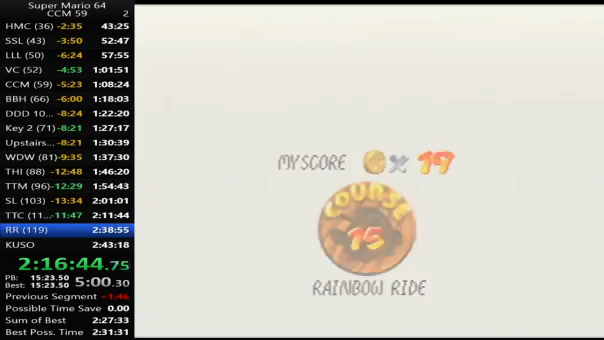 Super Mario 64
CCM 59 2
HMC (36) -2:35 43:25
SSL (43) -3:50 52:47
LLL (50) -6:24 57:55
VC (52) -4:53 1:01:51
CCM (59) -5:23 1:08:24
BBH (66) -6:00 1:18:03
DDD 10... -8:24 1:22:20
Key 2 (71) -8:21 1:27:17
Upstairs... -8:21 1:30:39
WDW (81) -9:35 1:37:30
THI (88) -12:48 1:46:20
TTM (96) -12:29 1:54:43
SL (103) -13:34 2:01:01
TTC (11... -11:47 2:11:44
RR (119) 2:38:55
KUSO 2:43:18
2:16:44.75
PB: 15:23.50
Best: 15:23.50 5:00.30
Previous Segment +1:46
Possible Time Save 0.00
Sum of Best 2:27:33
Best Poss. Time 2:31:31
MYSCORE × 19
COURSE
15
RAINBOW RIDE